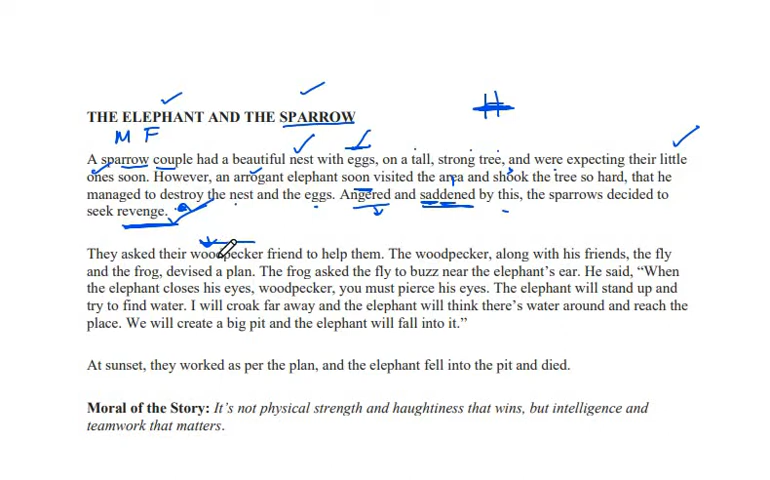 THE ELEPHANT AND THE SPARROW
M F
A sparrow couple had a beautiful nest with eggs, on a tall, strong tree, and were expecting their little
ones soon. However, an arrogant elephant soon visited the area and shook the tree so hard, that he
managed to destroy the nest and the eggs. Angered and saddened by this, the sparrows decided to
seek revenge.
They asked their woodpecker friend to help them. The woodpecker, along with his friends, the fly
and the frog, devised a plan. The frog asked the fly to buzz near the elephant's ear. He said, “When
the elephant closes his eyes, woodpecker, you must pierce his eyes. The elephant will stand up and
try to find water. I will croak far away and the elephant will think there's water around and reach the
place. We will create a big pit and the elephant will fall into it.”
At sunset, they worked as per the plan, and the elephant fell into the pit and died.
Moral of the Story: It's not physical strength and haughtiness that wins, but intelligence and
teamwork that matters.